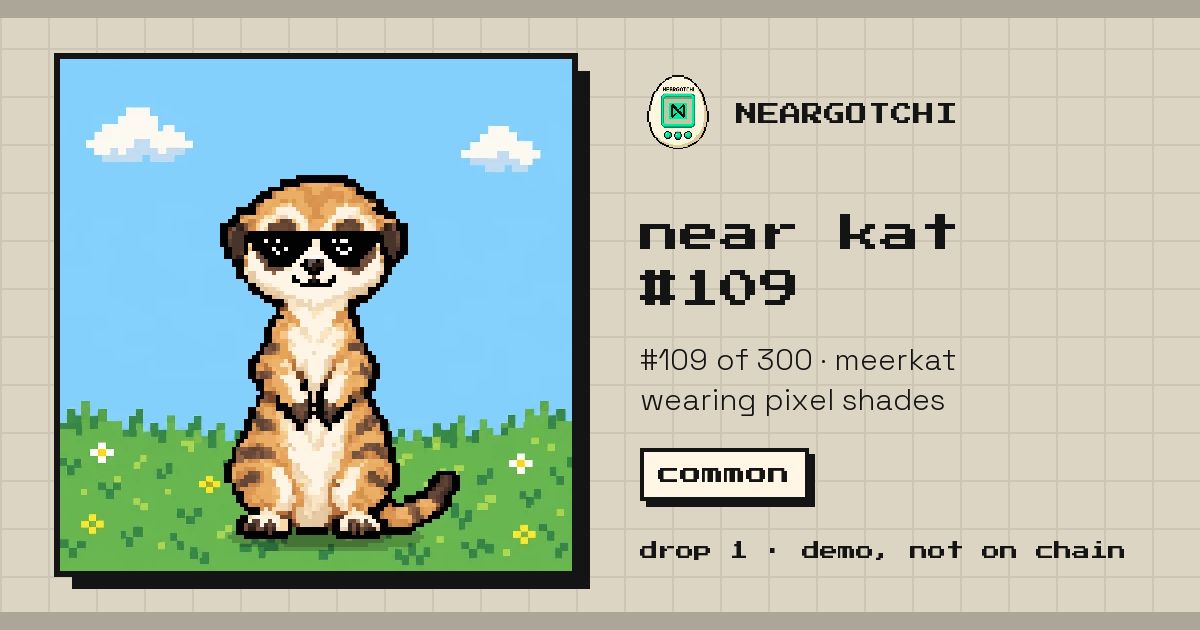 NEARGOTCHI
NEARGOTCHI
near kat
#109
#109 of 300 · meerkat
wearing pixel shades
common
drop 1 · demo, not on chain